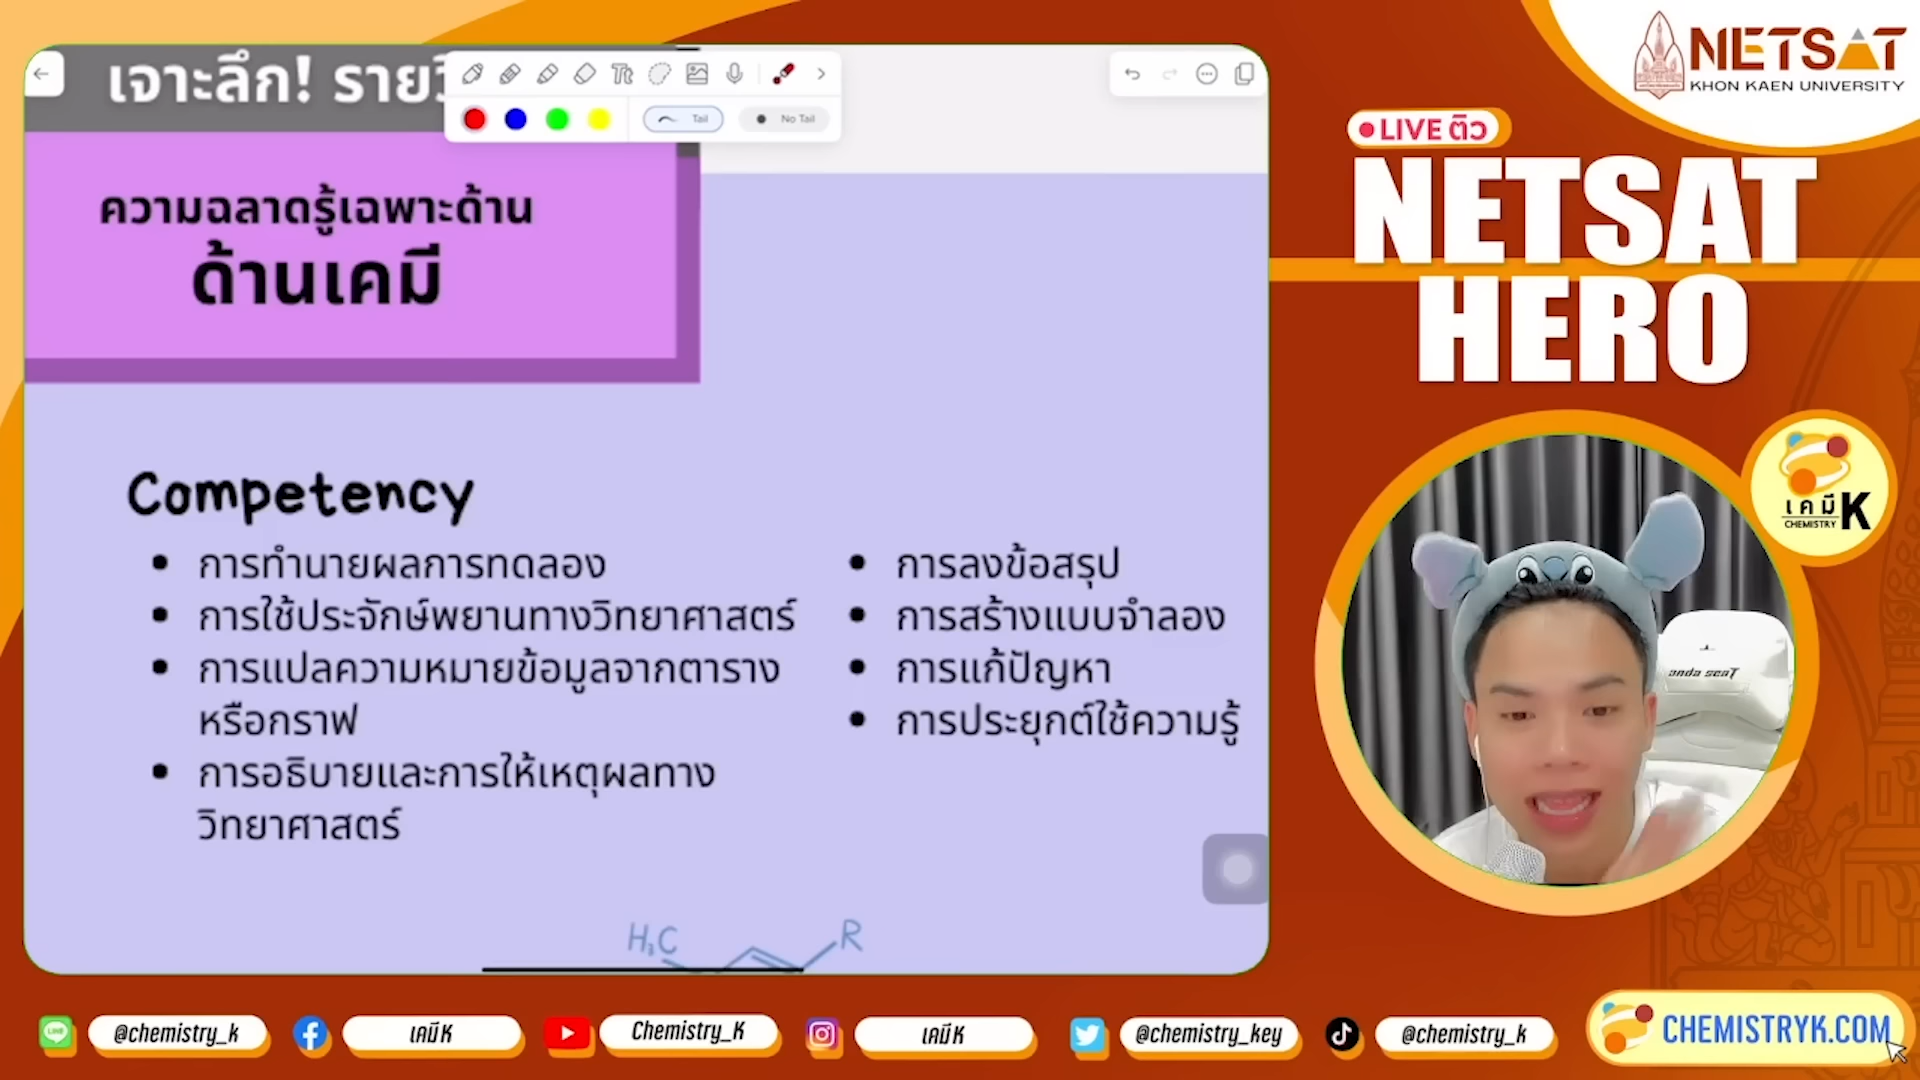 เจาะลึก! ราย
Tt
Tail
No Tail
ความฉลาดรู้เฉพาะด้าน
ด้านเคมี
Competency
• การทำนายผลการทดลอง
• การใช้ประจักษ์พยานทางวิทยาศาสตร์
• การแปลความหมายข้อมูลจากตาราง
หรือกราฟ
• การอธิบายและการให้เหตุผลทาง
วิทยาศาสตร์
• การลงข้อสรุป
• การสร้างแบบจำลอง
• การแก้ปัญหา
• การประยุกต์ใช้ความรู้
H₃C
R
NETSAT
KHON KAEN UNIVERSITY
LIVE ติว
NETSAT
HERO
เคมี K
CHEMISTRY
anda seaT
@chemistry_k
เคมี K
Chemistry_K
เคมี K
@chemistry_key
@chemistry_k
CHEMISTRYK.COM